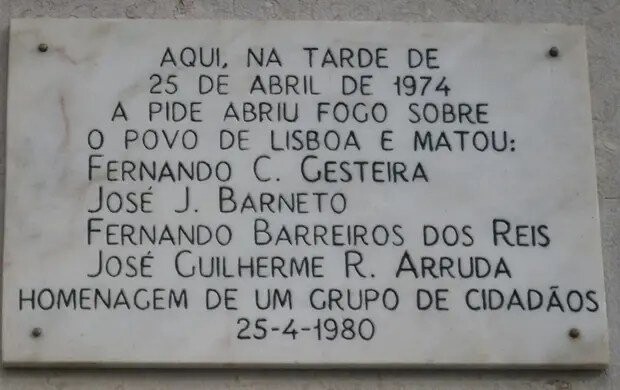 AQUI, NA TARDE DE
25 DE ABRIL DE 1974
A PIDE ABRIU FOGO SOBRE
O POVO DE LISBOA E MATOU:
FERNANDO C. GESTEIRA
JOSÉ J. BARNETO
FERNANDO BARREIROS DOS REIS
JOSÉ GUILHERME R. ARRUDA
HOMENAGEM DE UM GRUPO DE CIDADÃOS
25-4-1980